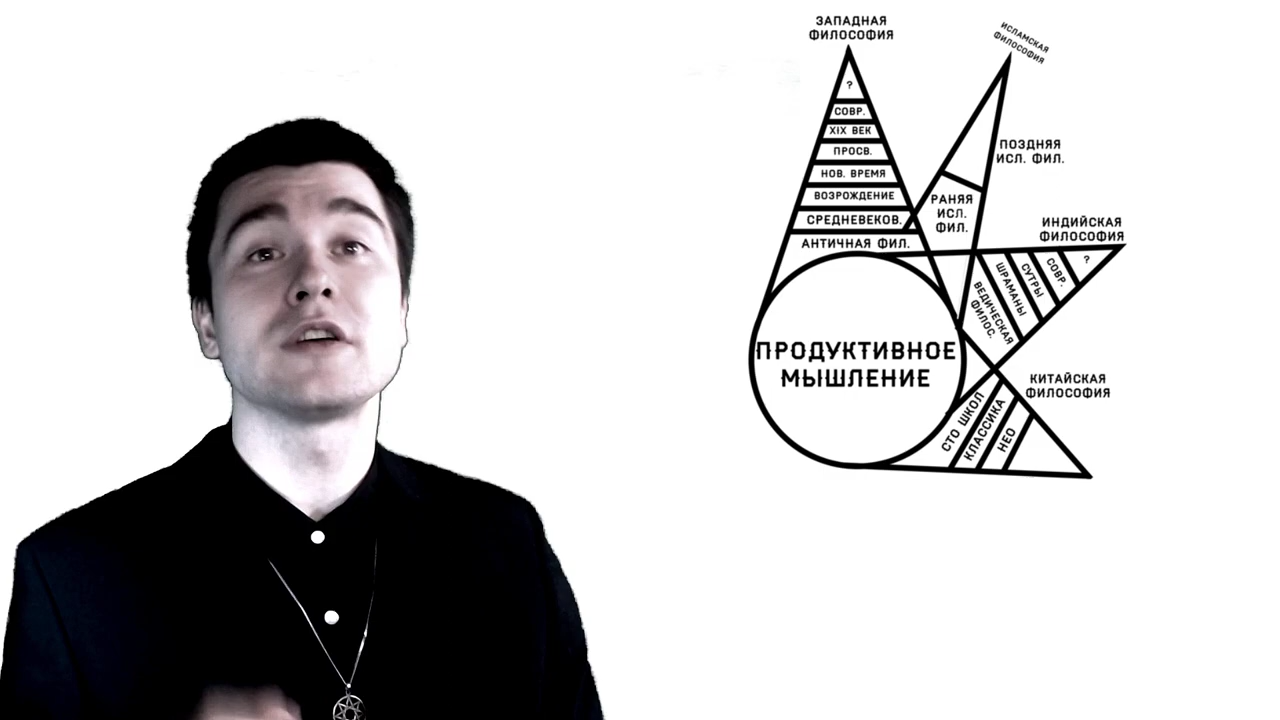 ЗАПАДНАЯ
ФИЛОСОФИЯ
?
СОВР.
XIX ВЕК
ПРОСВ.
НОВ. ВРЕМЯ
ВОЗРОЖДЕНИЕ
СРЕДНЕВЕКОВ.
АНТИЧНАЯ ФИЛ.
ИСЛАМСКАЯ
ФИЛОСОФИЯ
ПОЗДНЯЯ
ИСЛ. ФИЛ.
РАНЯЯ
ИСЛ.
ФИЛ.
ИНДИЙСКАЯ
ФИЛОСОФИЯ
?
СОВР.
СУТРЫ
ШРАМАНЫ
ВЕДИЧЕСКАЯ
ФИЛОС.
ПРОДУКТИВНОЕ
МЫШЛЕНИЕ
КИТАЙСКАЯ
ФИЛОСОФИЯ
СТО ШКОЛ
КЛАССИКА
НЕО